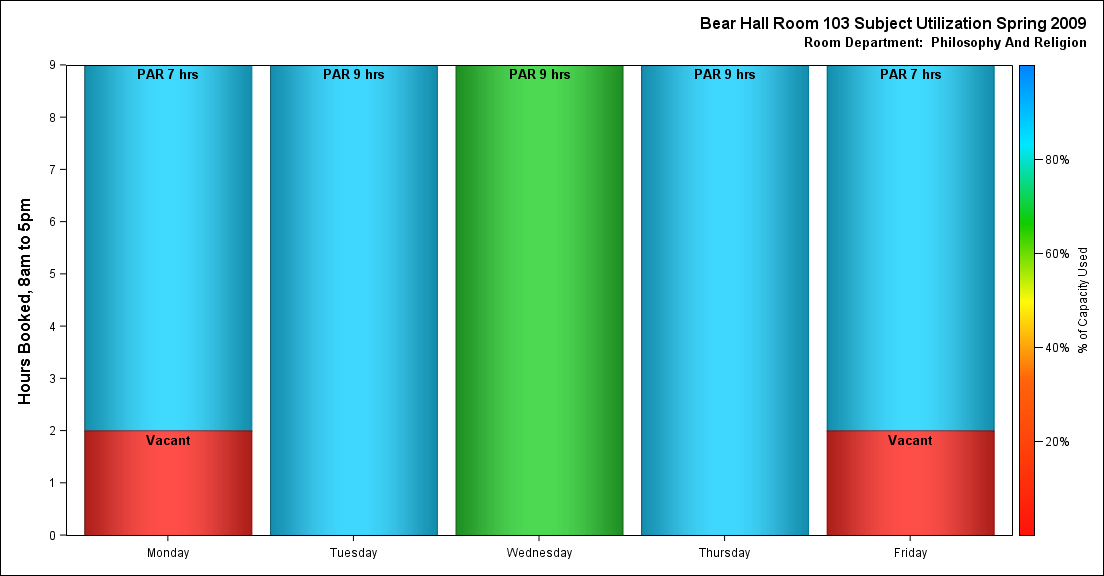 Bear Hall Room 103 Subject Utilization Spring 2009
Room Department: Philosophy And Religion
Hours Booked, 8am to 5pm
9
8
7
6
5
4
3
2
1
0
PAR 7 hrs
PAR 9 hrs
PAR 9 hrs
PAR 9 hrs
PAR 7 hrs
Vacant
Vacant
Monday
Tuesday
Wednesday
Thursday
Friday
80%
60%
40%
20%
% of Capacity Used